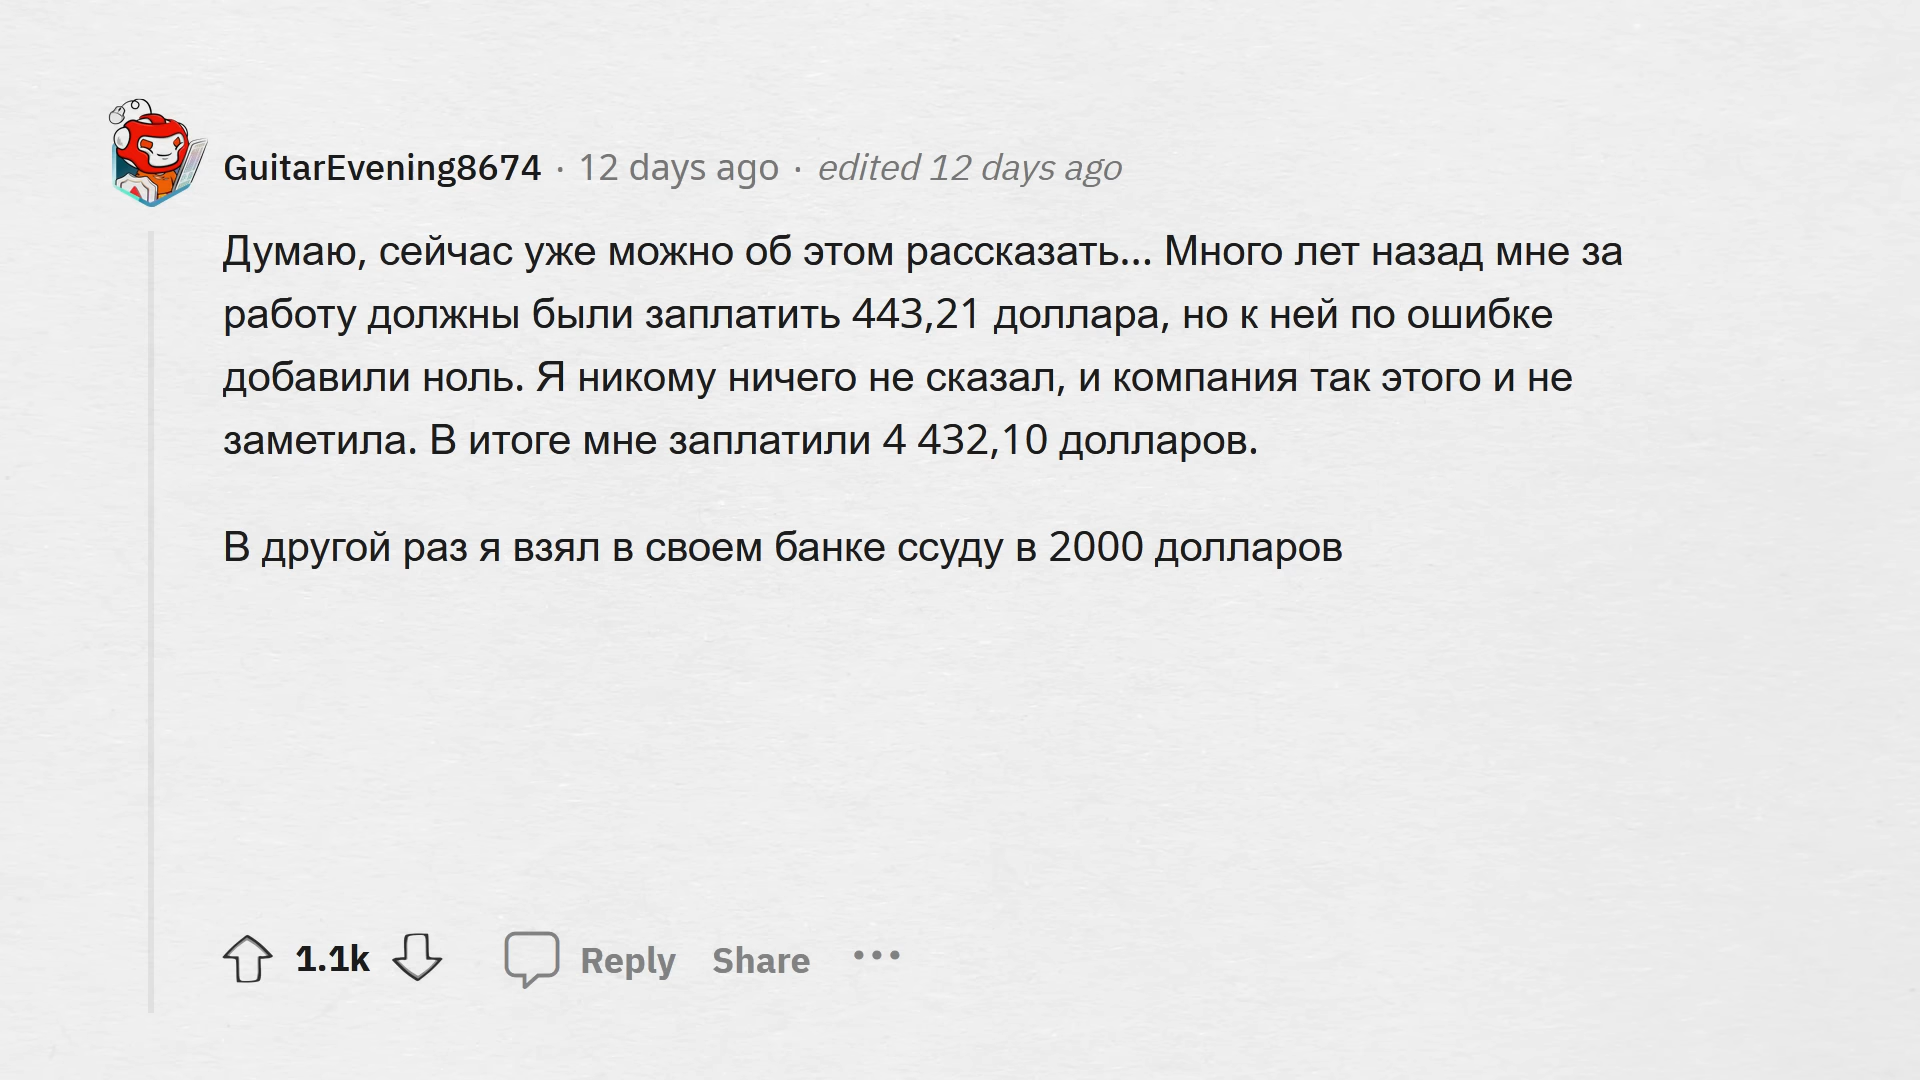 GuitarEvening8674 · 12 days ago · edited 12 days ago
Думаю, сейчас уже можно об этом рассказать... Много лет назад мне за
работу должны были заплатить 443,21 доллара, но к ней по ошибке
добавили ноль. Я никому ничего не сказал, и компания так этого и не
заметила. В итоге мне заплатили 4 432,10 долларов.
В другой раз я взял в своем банке ссуду в 2000 долларов
1.1k Reply Share ...